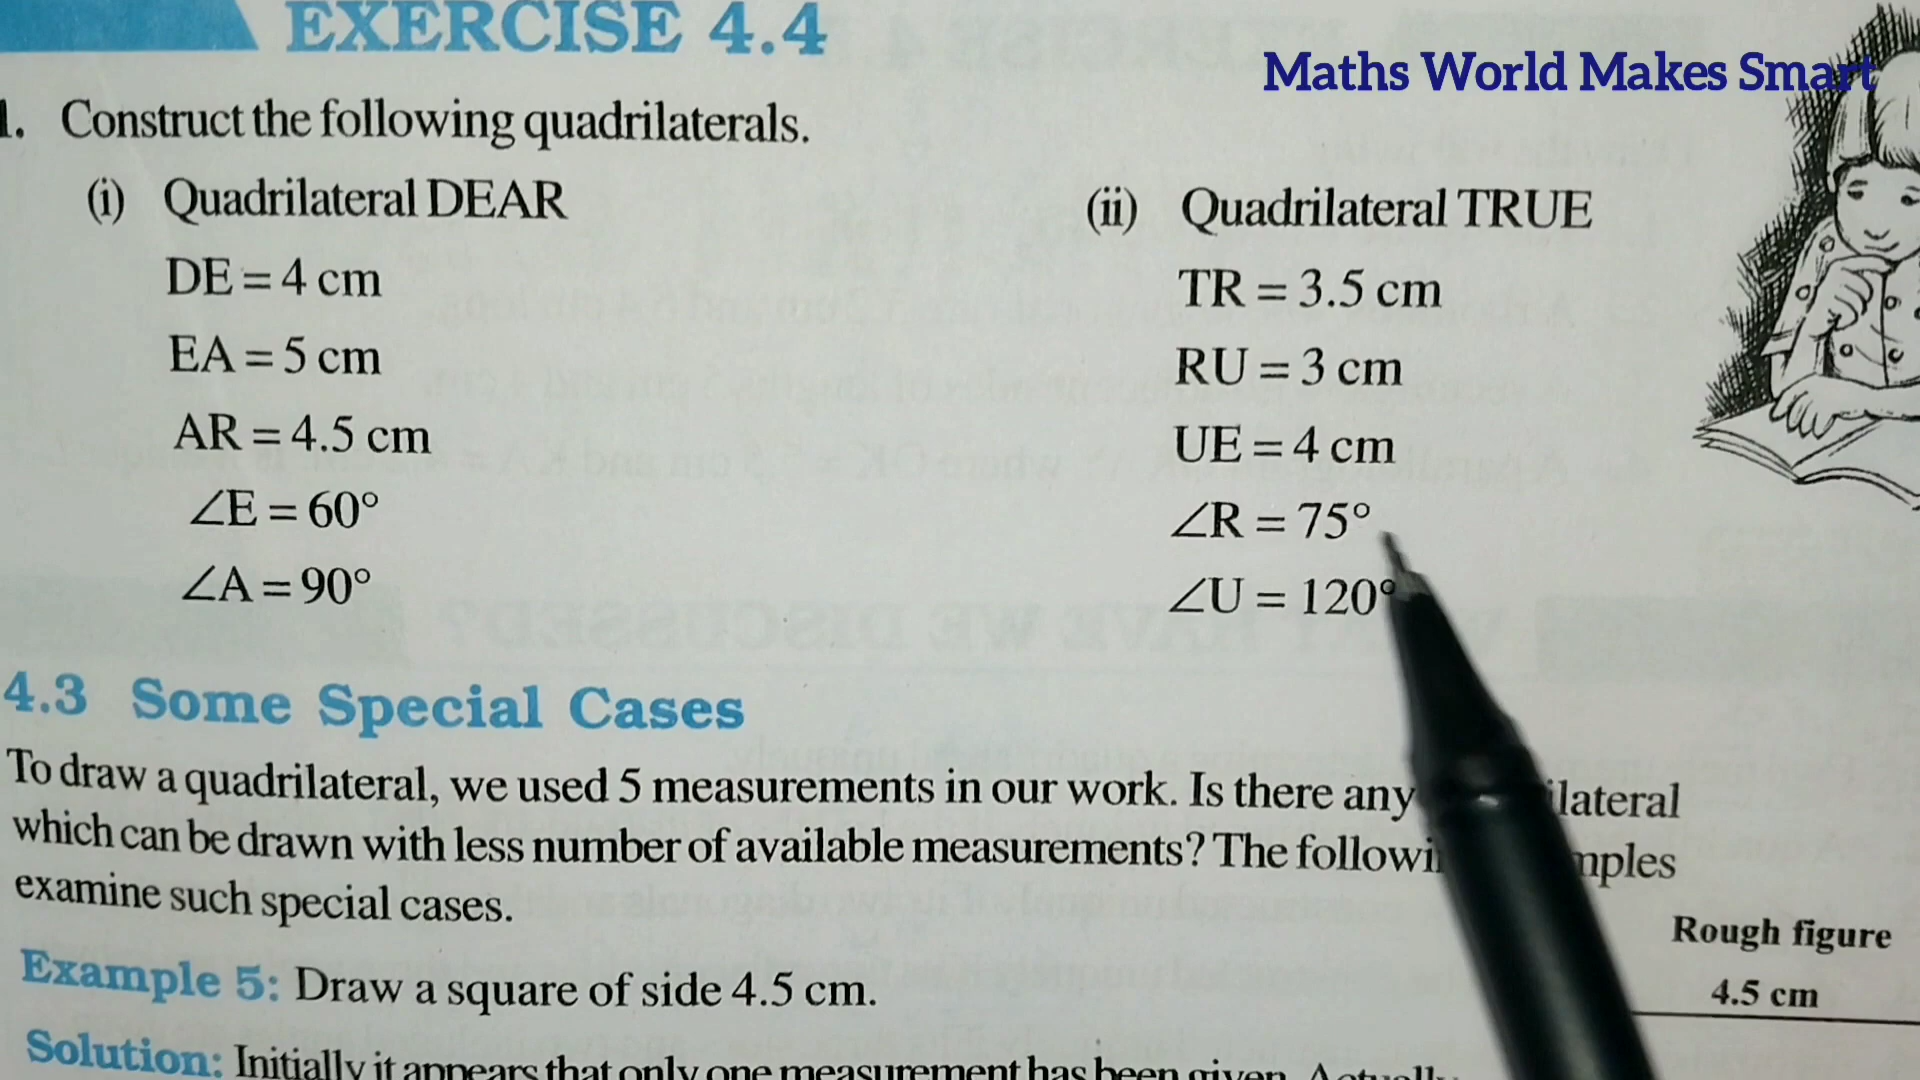 EXERCISE 4.4
Maths World Makes Smart
1. Construct the following quadrilaterals.
(i) Quadrilateral DEAR
DE = 4 cm
EA = 5 cm
AR = 4.5 cm
∠E = 60°
∠A = 90°
(ii) Quadrilateral TRUE
TR = 3.5 cm
RU = 3 cm
UE = 4 cm
∠R = 75°
∠U = 120°
4.3 Some Special Cases
To draw a quadrilateral, we used 5 measurements in our work. Is there any ilateral
which can be drawn with less number of available measurements? The followi mples
examine such special cases.
Rough figure
4.5 cm
Example 5: Draw a square of side 4.5 cm.
Solution: Initially it appears that only one measurement has been given. Actually